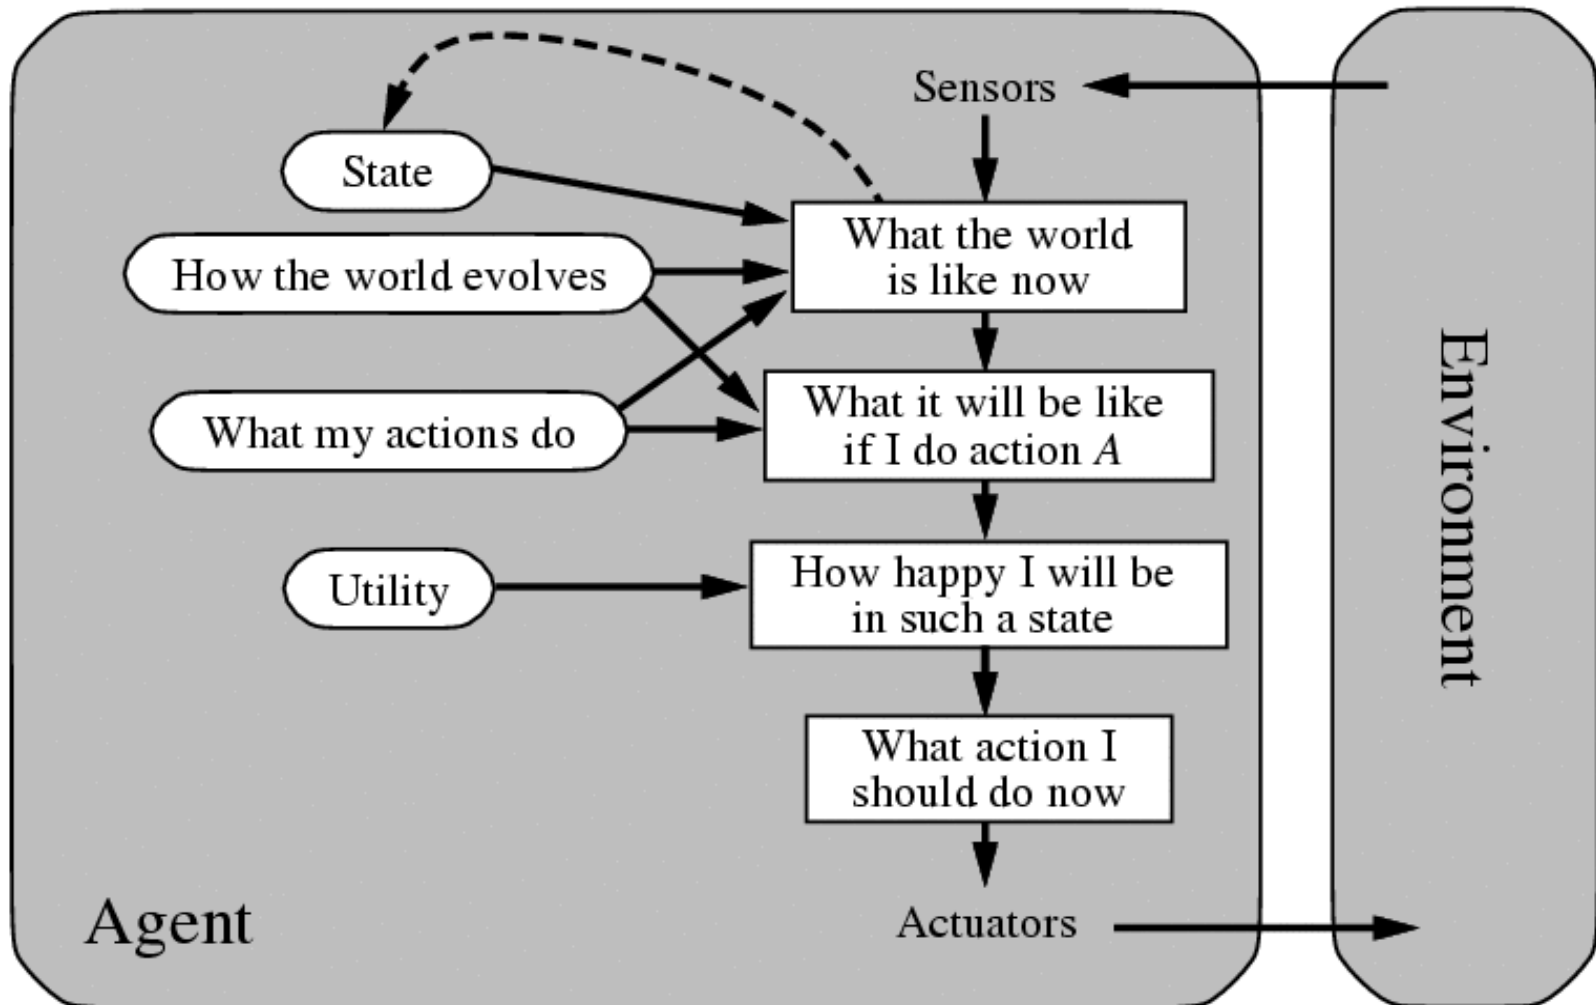 Sensors
State
What the world
is like now
How the world evolves
What it will be like
if I do action A
What my actions do
How happy I will be
in such a state
Utility
What action I
should do now
Agent
Actuators
Environment